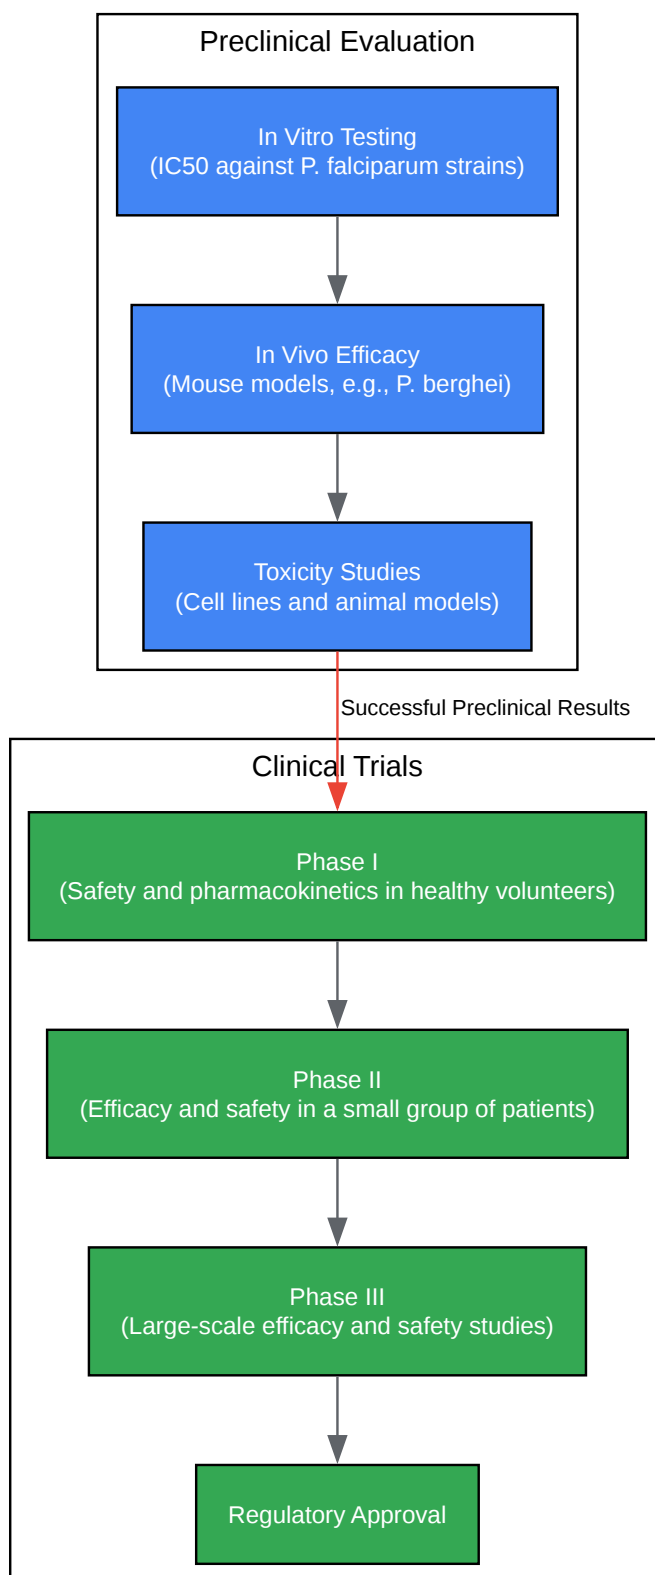 Preclinical Evaluation
In Vitro Testing
(IC50 against P. falciparum strains)
In Vivo Efficacy
(Mouse models, e.g., P. berghei)
Toxicity Studies
(Cell lines and animal models)
Successful Preclinical Results
Clinical Trials
Phase I
(Safety and pharmacokinetics in healthy volunteers)
Phase II
(Efficacy and safety in a small group of patients)
Phase III
(Large-scale efficacy and safety studies)
Regulatory Approval